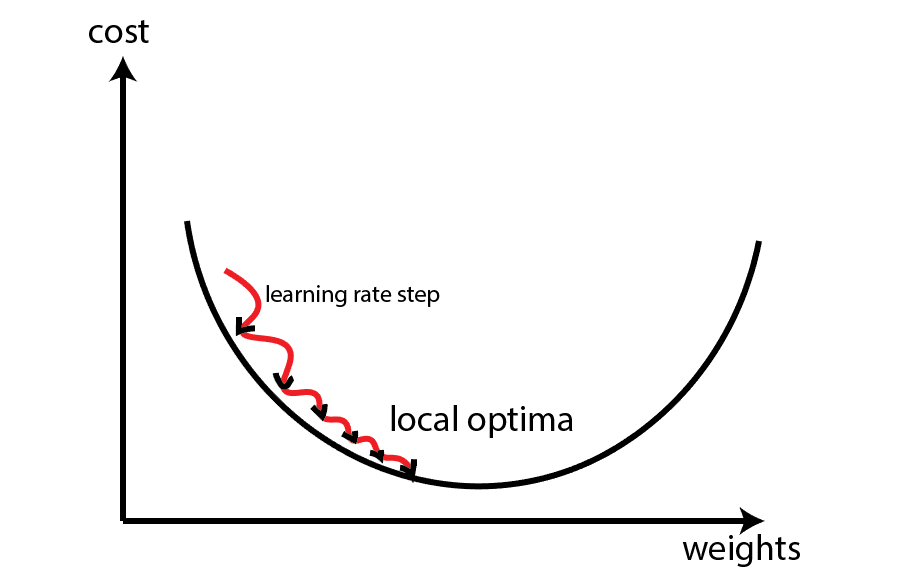 cost
learning rate step
local optima
weights